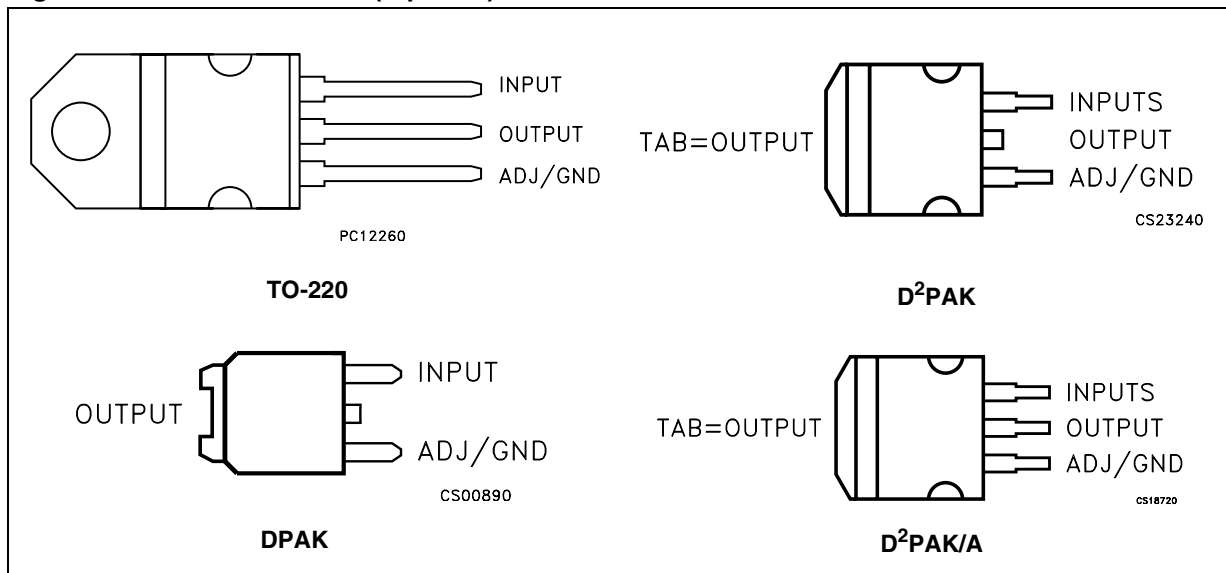 INPUT
OUTPUT
ADJ/GND
PC12260
TO-220
TAB=OUTPUT
INPUTS
OUTPUT
ADJ/GND
CS23240
D²PAK
OUTPUT
INPUT
ADJ/GND
CS00890
DPAK
TAB=OUTPUT
INPUTS
OUTPUT
ADJ/GND
CS18720
D²PAK/A